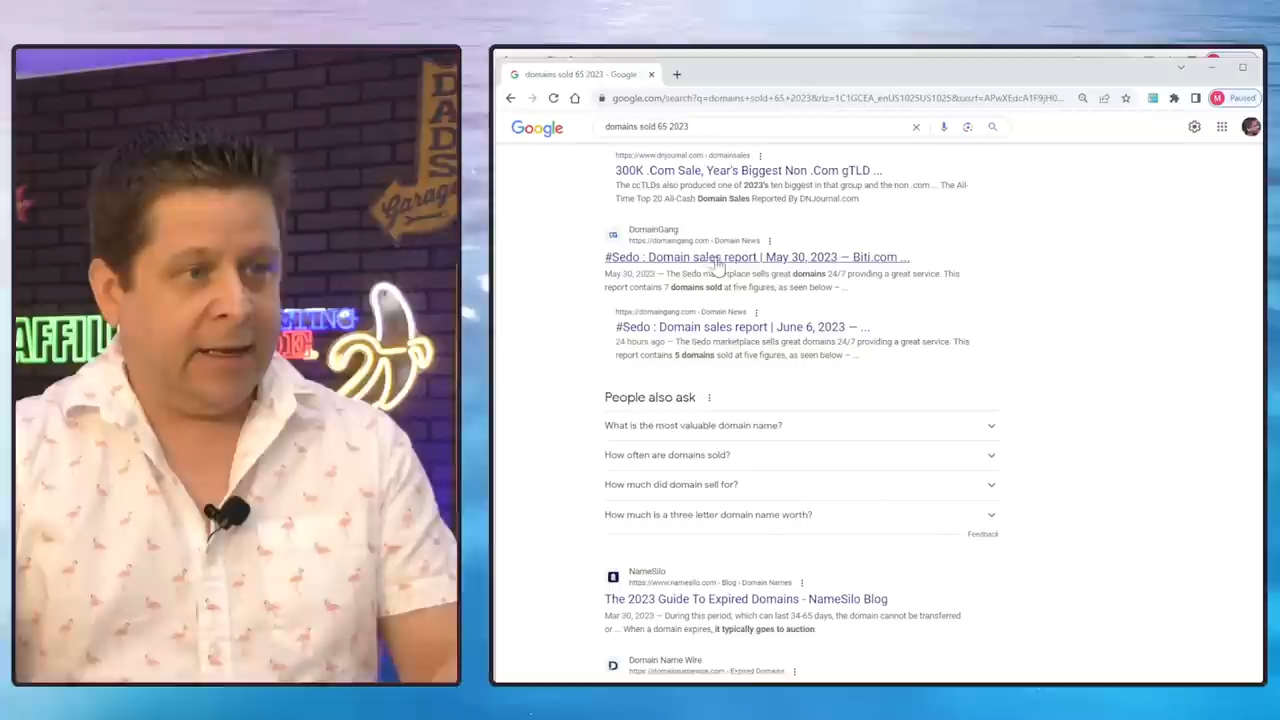 DADS
Garage
AFFILI
ETING
domains sold 65 2023 - Google
M
Paused
Google
domains sold 65 2023
https://www.dnjournal.com › domainsales
300K .Com Sale, Year's Biggest Non .Com gTLD ...
The ccTLDs also produced one of 2023's ten biggest in that group and the non .com ... The All-
Time Top 20 All-Cash Domain Sales Reported By DNJournal.com
DG
DomainGang
https://domaingang.com › Domain News
#Sedo : Domain sales report | May 30, 2023 — Biti.com ...
May 30, 2023 — The Sedo marketplace sells great domains 24/7 providing a great service. This
report contains 7 domains sold at five figures, as seen below – ...
https://domaingang.com › Domain News
#Sedo : Domain sales report | June 6, 2023 — ...
24 hours ago — The Sedo marketplace sells great domains 24/7 providing a great service. This
report contains 5 domains sold at five figures, as seen below – ...
People also ask
What is the most valuable domain name?
How often are domains sold?
How much did domain sell for?
How much is a three letter domain name worth?
Feedback
NameSilo
https://www.namesilo.com › Blog › Domain Names
The 2023 Guide To Expired Domains - NameSilo Blog
Mar 30, 2023 — During this period, which can last 34-65 days, the domain cannot be transferred
or ... When a domain expires, it typically goes to auction.
D
Domain Name Wire
https://domainnamewire.com › Expired Domains